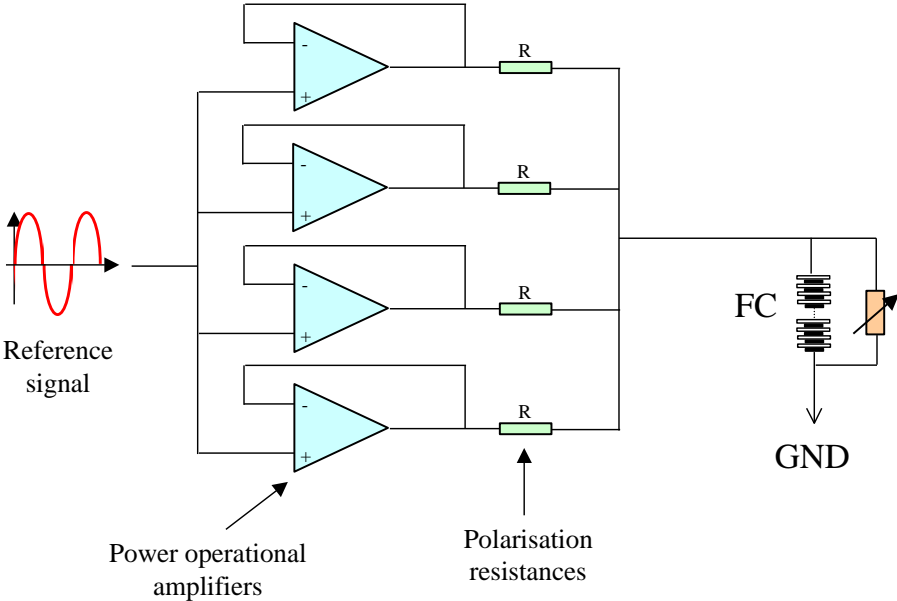 R
-
+
R
-
+
R
-
+
R
-
+
Reference
signal
FC
GND
Power operational
amplifiers
Polarisation
resistances